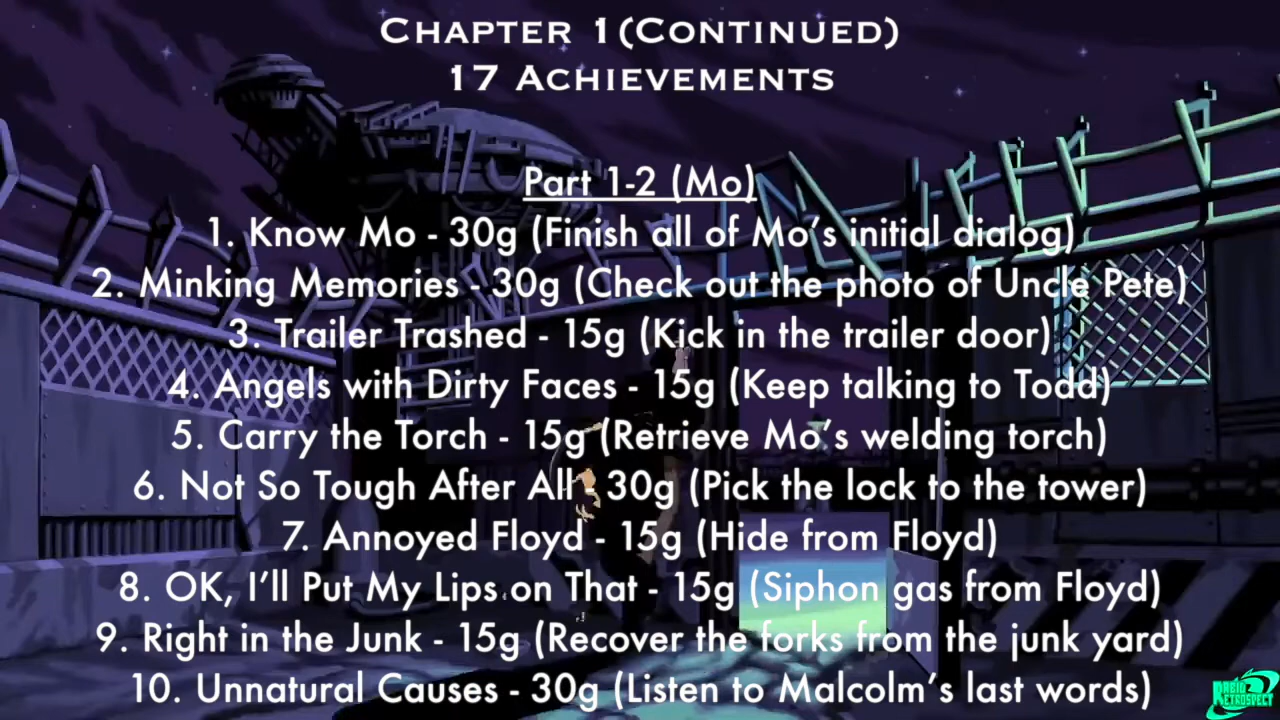 Chapter 1(Continued)
17 Achievements
Part 1-2 (Mo)
1. Know Mo - 30g (Finish all of Mo's initial dialog)
2. Minking Memories - 30g (Check out the photo of Uncle Pete)
3. Trailer Trashed - 15g (Kick in the trailer door)
4. Angels with Dirty Faces - 15g (Keep talking to Todd)
5. Carry the Torch - 15g (Retrieve Mo's welding torch)
6. Not So Tough After All - 30g (Pick the lock to the tower)
7. Annoyed Floyd - 15g (Hide from Floyd)
8. OK, I'll Put My Lips on That - 15g (Siphon gas from Floyd)
9. Right in the Junk - 15g (Recover the forks from the junk yard)
10. Unnatural Causes - 30g (Listen to Malcolm's last words)
Rabid
Retrospect